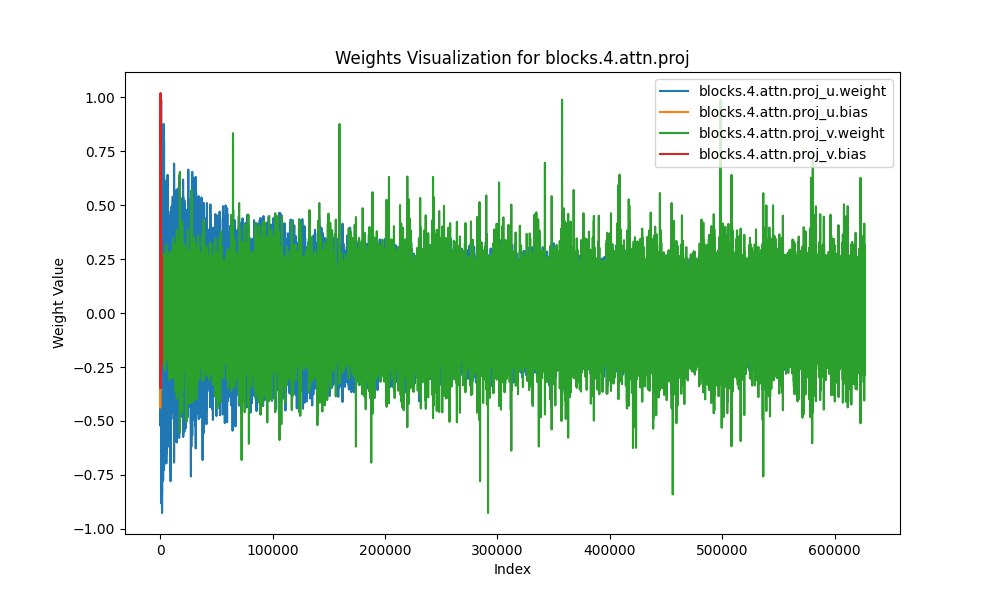 Weights Visualization for blocks.4.attn.proj
blocks.4.attn.proj_u.weight
blocks.4.attn.proj_u.bias
blocks.4.attn.proj_v.weight
blocks.4.attn.proj_v.bias
1.00
0.75
0.50
0.25
0.00
−0.25
−0.50
−0.75
−1.00
Weight Value
0 100000 200000 300000 400000 500000 600000
Index